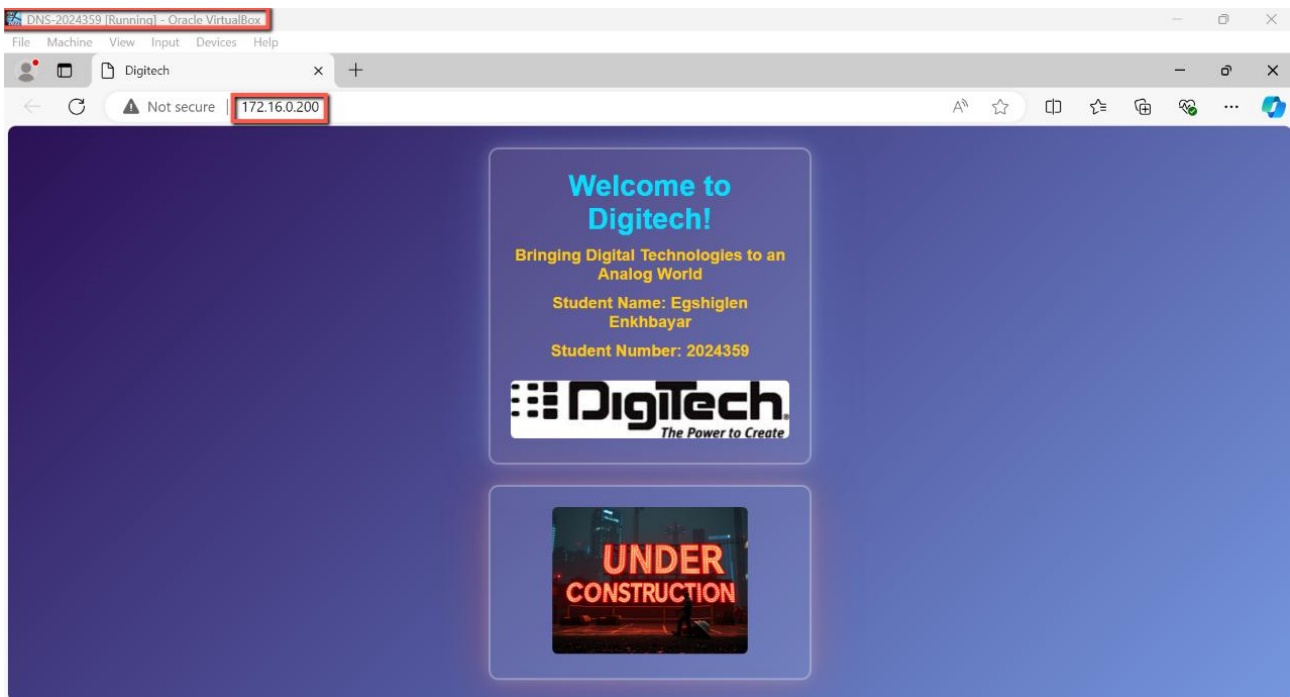 DNS-2024359 [Running] - Oracle VirtualBox
File Machine View Input Devices Help
Digitech
Not secure 172.16.0.200
Welcome to
Digitech!
Bringing Digital Technologies to an
Analog World
Student Name: Egshiglen
Enkhbayar
Student Number: 2024359
DigiTech®
The Power to Create
UNDER
CONSTRUCTION